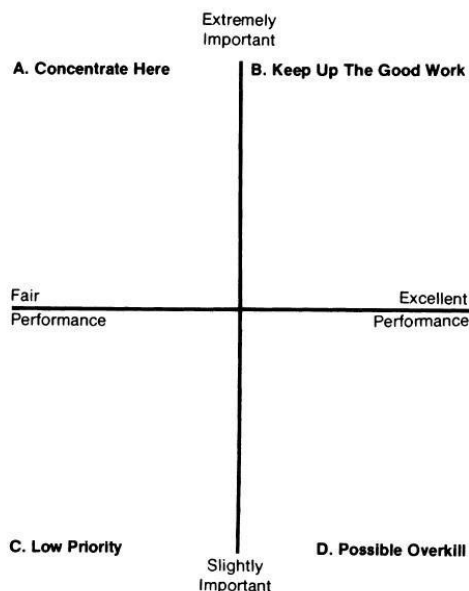 Extremely
Important
A. Concentrate Here
B. Keep Up The Good Work
Fair
Performance
Excellent
Performance
C. Low Priority
D. Possible Overkill
Slightly
Important